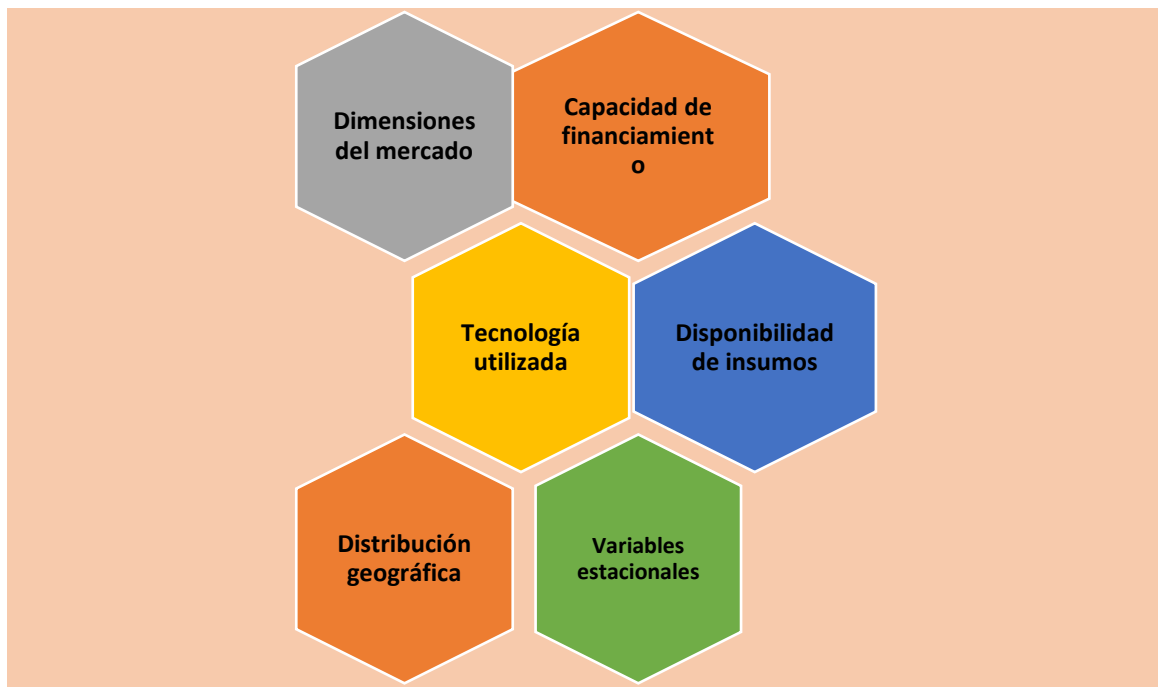 Dimensiones
del mercado
Capacidad de
financiamient
o
Tecnología
utilizada
Disponibilidad
de insumos
Distribución
geográfica
Variables
estacionales